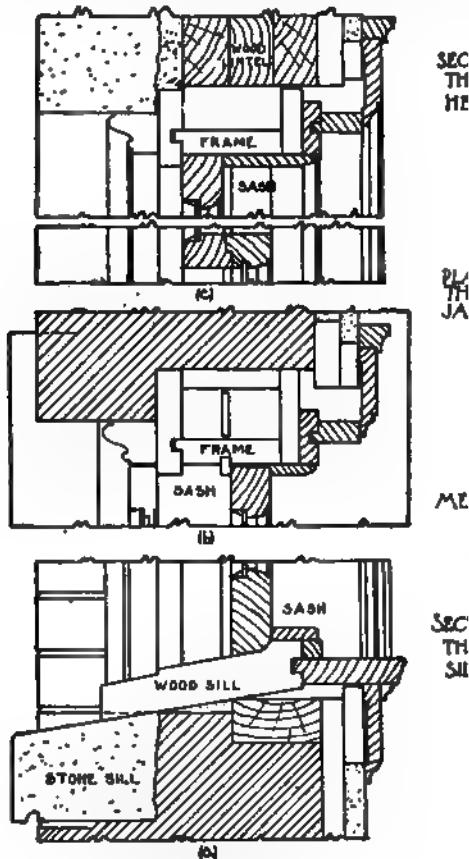 WOOD
LINTEL
SEC
TH
HE
FRAME
SASH
(c)
PLA
TH
JA
FRAME
SASH
ME
(b)
SASH
SEC
TH
SIL
WOOD SILL
STONE SILL
(a)